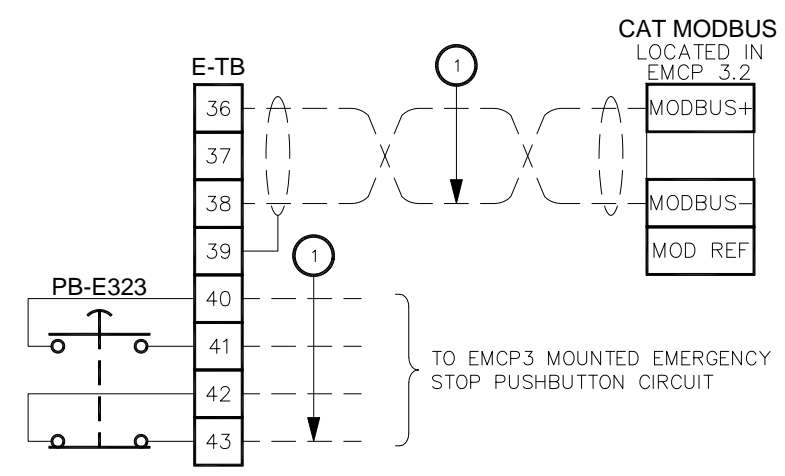 CAT MODBUS
LOCATED IN
EMCP 3.2
E-TB
1
36
MODBUS+
37
38
MODBUS-
39
1
MOD REF
PB-E323
40
41
TO EMCP3 MOUNTED EMERGENCY
STOP PUSHBUTTON CIRCUIT
42
43